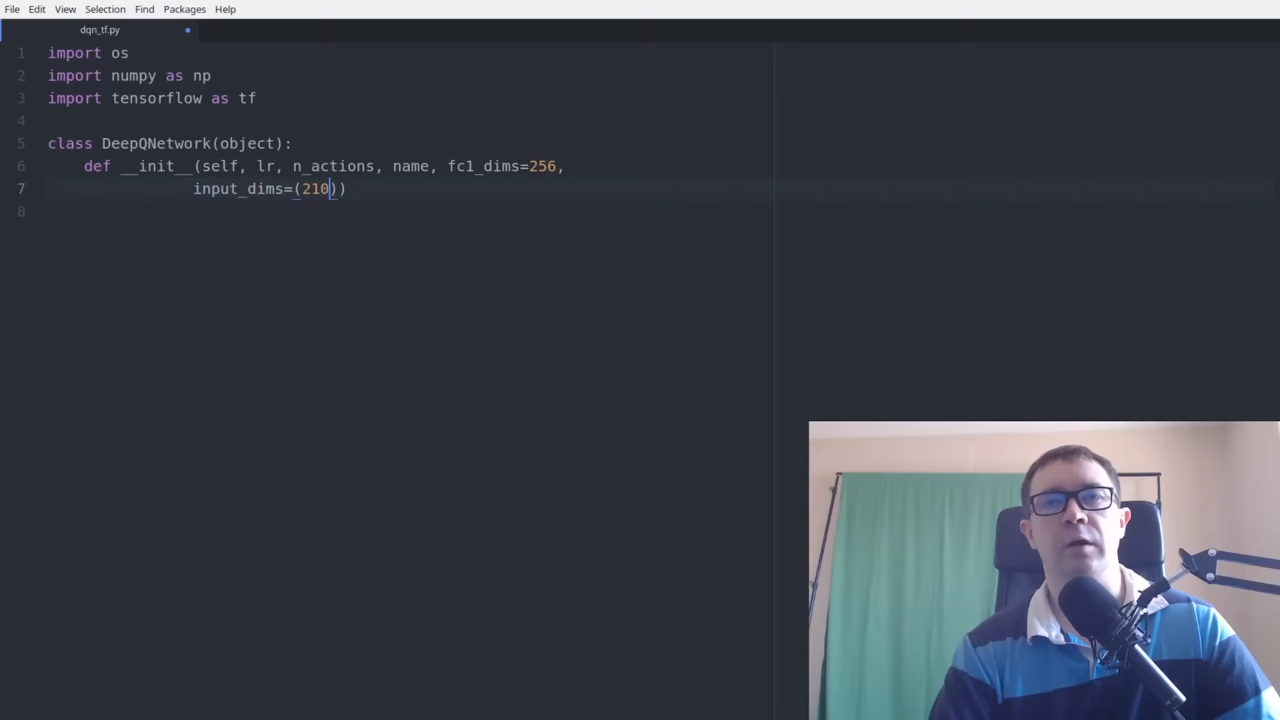 File Edit View Selection Find Packages Help
dqn_tf.py
1 import os
2 import numpy as np
3 import tensorflow as tf
4
5 class DeepQNetwork(object):
6 def __init__(self, lr, n_actions, name, fc1_dims=256,
7 input_dims=(210))
8